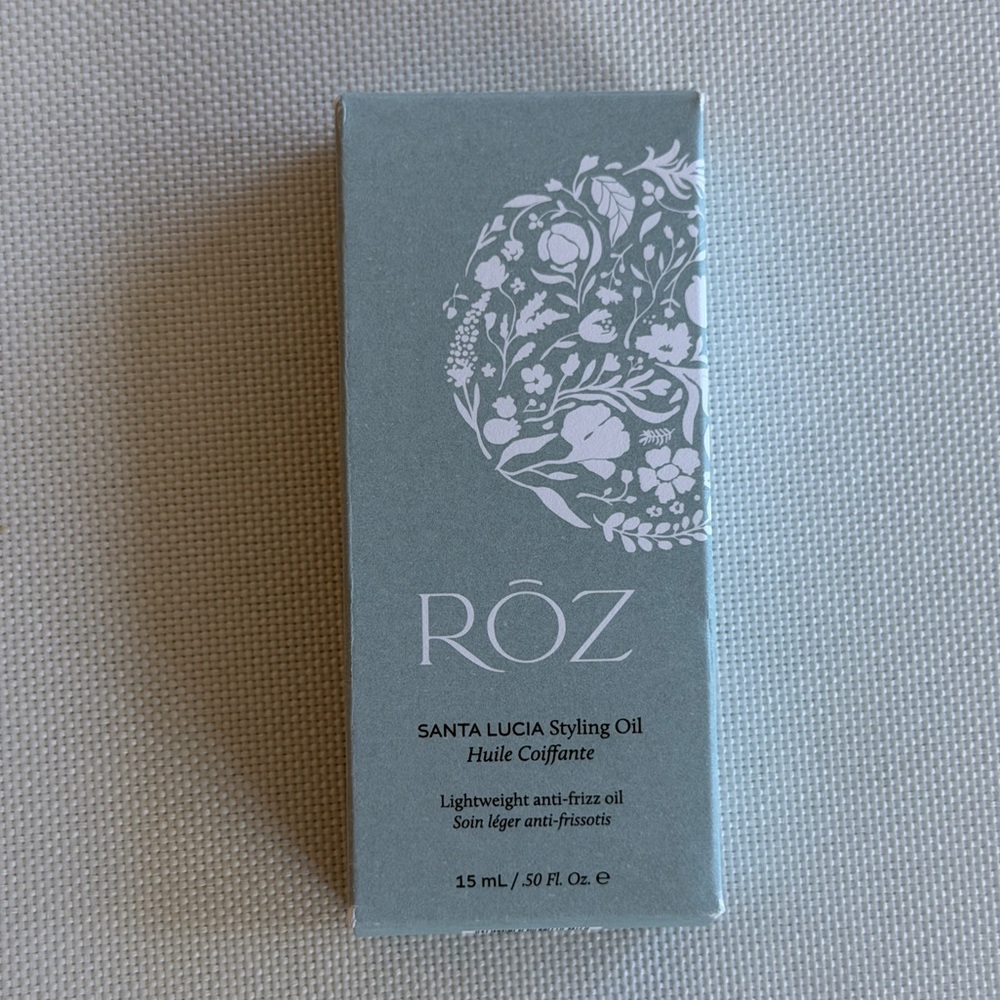 RŌZ
SANTA LUCIA Styling Oil
Huile Coiffante
Lightweight anti-frizz oil
Soin léger anti-frissotis
15 mL / .50 Fl. Oz. ℮